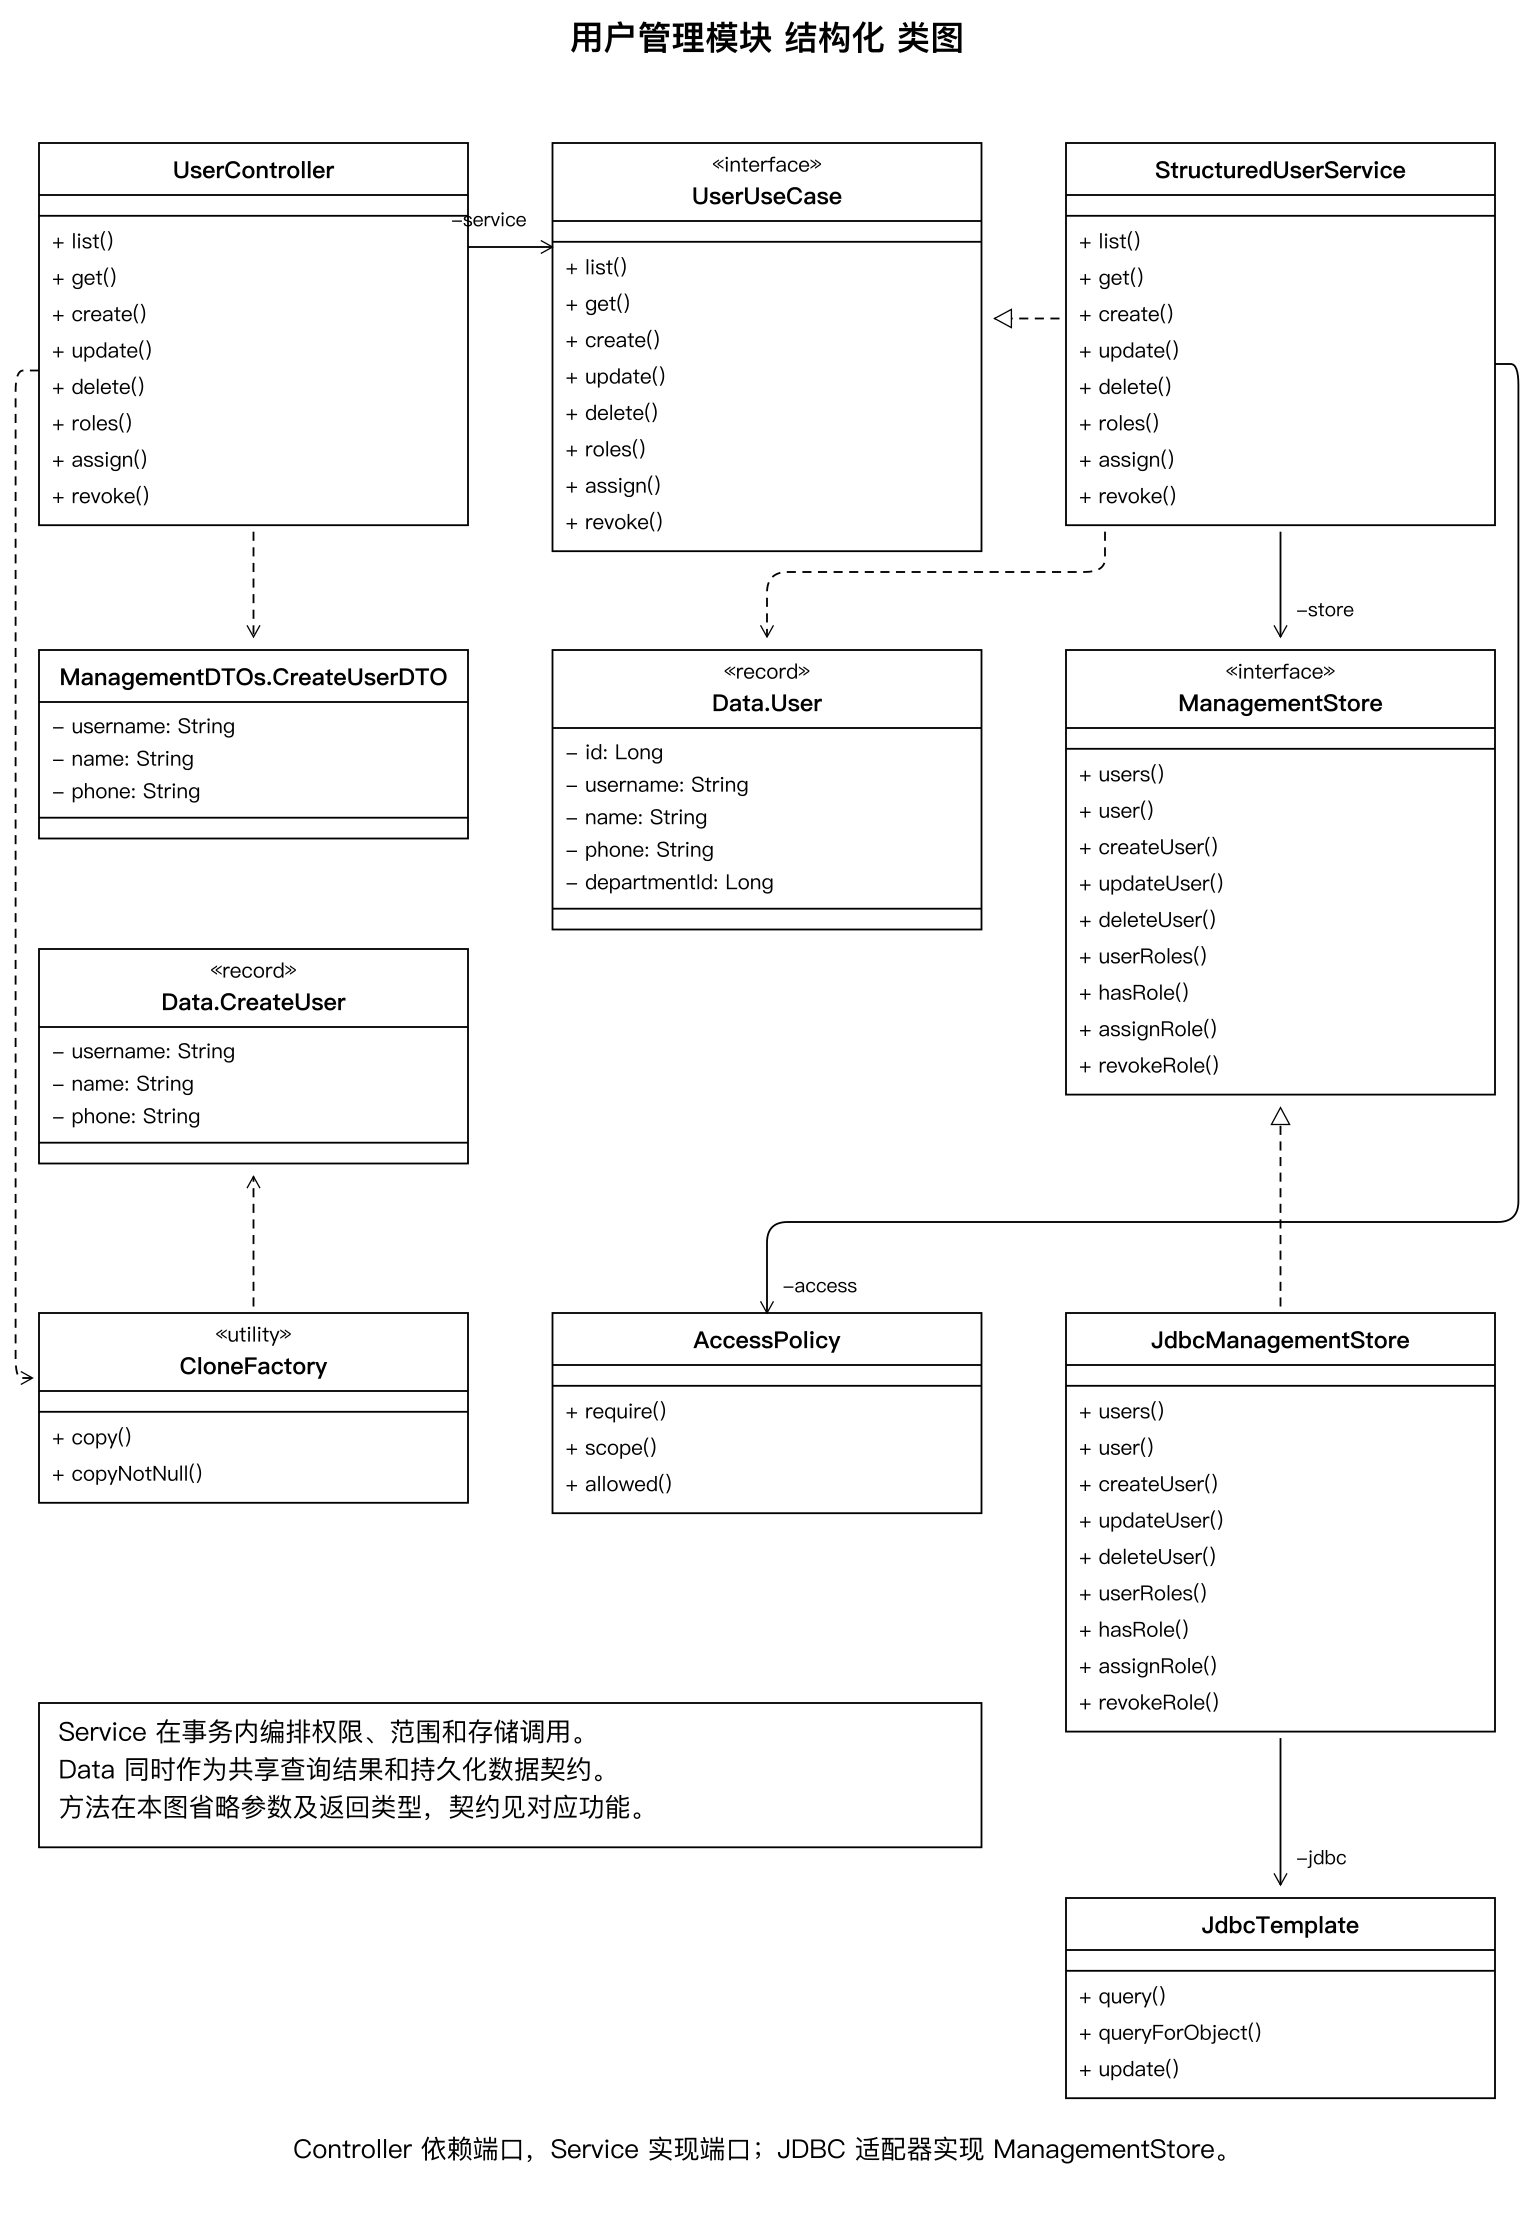 用户管理模块 结构化 类图
UserController
+ list()
+ get()
+ create()
+ update()
+ delete()
+ roles()
+ assign()
+ revoke()
–service
«interface»
UserUseCase
+ list()
+ get()
+ create()
+ update()
+ delete()
+ roles()
+ assign()
+ revoke()
StructuredUserService
+ list()
+ get()
+ create()
+ update()
+ delete()
+ roles()
+ assign()
+ revoke()
–store
ManagementDTOs.CreateUserDTO
– username: String
– name: String
– phone: String
«record»
Data.User
– id: Long
– username: String
– name: String
– phone: String
– departmentId: Long
«interface»
ManagementStore
+ users()
+ user()
+ createUser()
+ updateUser()
+ deleteUser()
+ userRoles()
+ hasRole()
+ assignRole()
+ revokeRole()
«record»
Data.CreateUser
– username: String
– name: String
– phone: String
–access
«utility»
CloneFactory
+ copy()
+ copyNotNull()
AccessPolicy
+ require()
+ scope()
+ allowed()
JdbcManagementStore
+ users()
+ user()
+ createUser()
+ updateUser()
+ deleteUser()
+ userRoles()
+ hasRole()
+ assignRole()
+ revokeRole()
Service 在事务内编排权限、范围和存储调用。
Data 同时作为共享查询结果和持久化数据契约。
方法在本图省略参数及返回类型，契约见对应功能。
–jdbc
JdbcTemplate
+ query()
+ queryForObject()
+ update()
Controller 依赖端口，Service 实现端口；JDBC 适配器实现 ManagementStore。